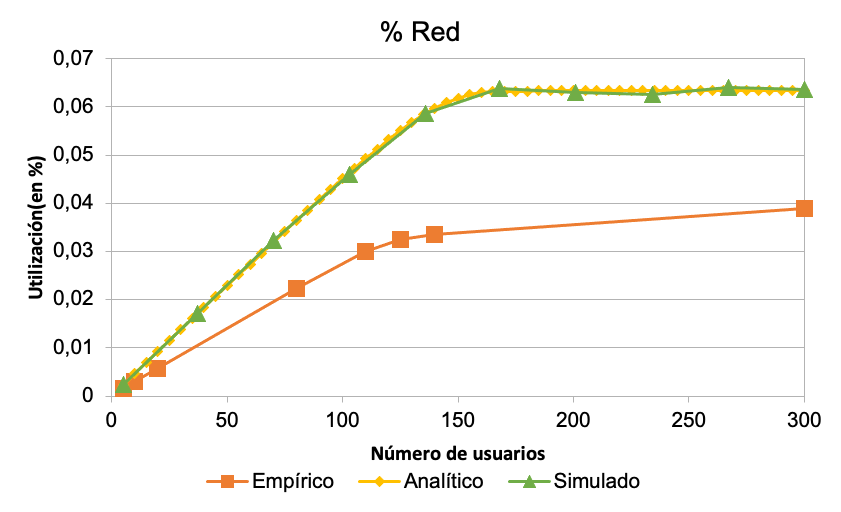 % Red
0,07
0,06
0,05
0,04
0,03
0,02
0,01
0
Utilización(en %)
0 50 100 150 200 250 300
Número de usuarios
Empírico Analítico Simulado